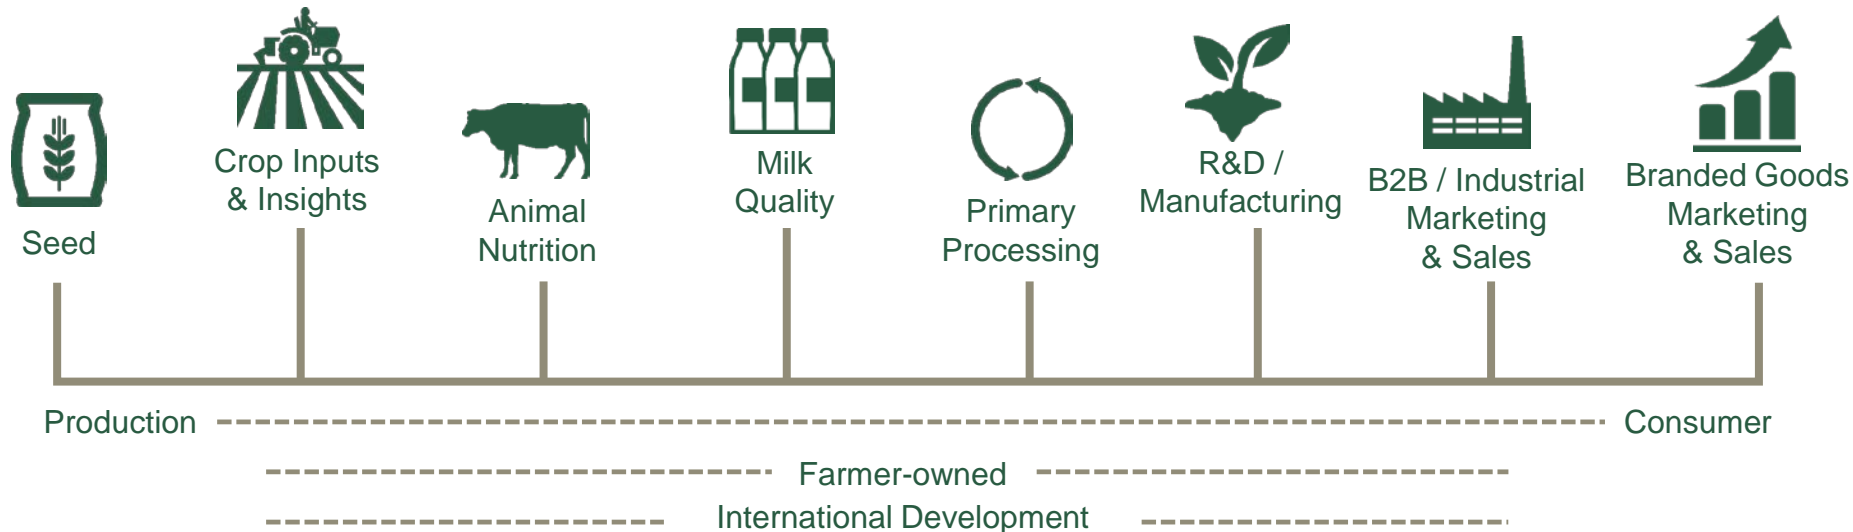 Seed
Crop Inputs
& Insights
Animal
Nutrition
Milk
Quality
Primary
Processing
R&D /
Manufacturing
B2B / Industrial
Marketing
& Sales
Branded Goods
Marketing
& Sales
Production
Consumer
Farmer-owned
International Development